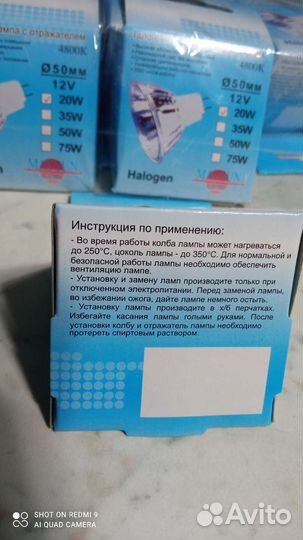 лампа с отражателем
4800K
Ø50мм
12V
20W
35W
50W
75W
Halogen
4800K
Ø50мм
12V
20W
35W
50W
75W
Halogen
Инструкция по применению:
- Во время работы колба лампы может нагреваться
до 250°С, цоколь лампы - до 350°С. Для нормальной и
безопасной работы лампы необходимо обеспечить
вентиляцию лампе.
- Установку и замену ламп производите только при
отключенном электропитании. Перед заменой лампы,
во избежании ожога, дайте лампе немного остыть.
- Установку лампы производите в х/б перчатках.
Избегайте касания лампы голыми руками. После
установки колбу и отражатель лампы необходимо
протереть спиртовым раствором.
SHOT ON REDMI 9
AI QUAD CAMERA
Avito